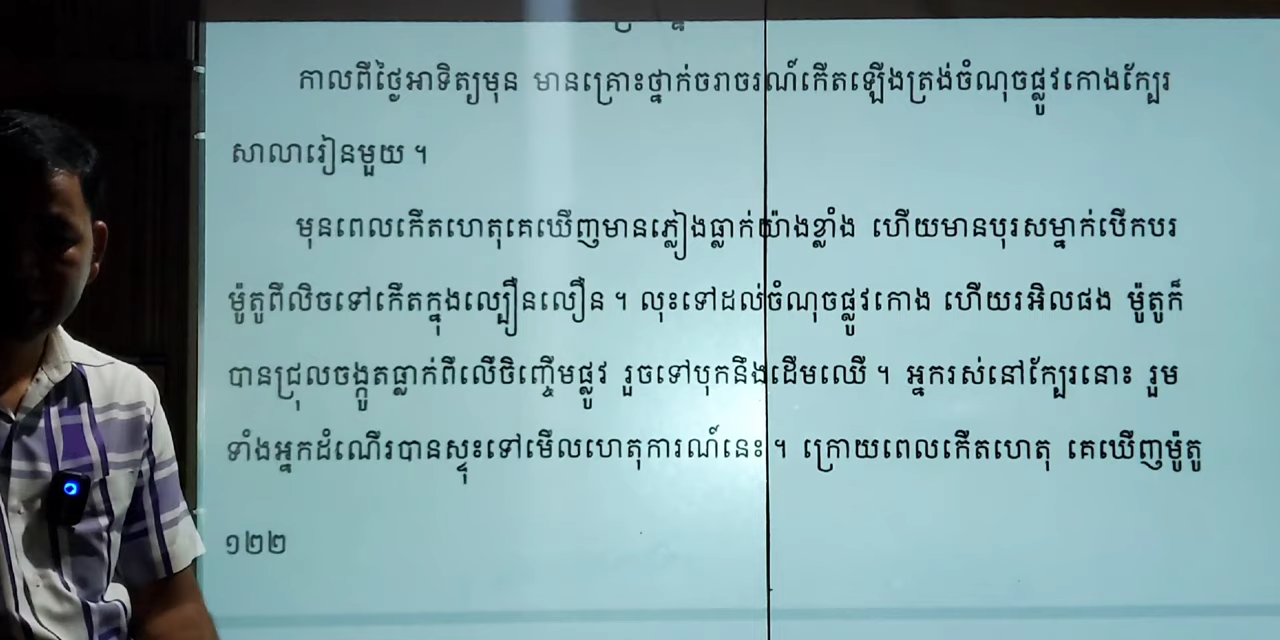 កាលពីថ្ងៃអាទិត្យមុន មានគ្រោះថ្នាក់ចរាចរណ៍កើតឡើងត្រង់ចំណុចផ្លូវកោងក្បែរ
សាលារៀនមួយ ។
មុនពេលកើតហេតុគេឃើញមានភ្លៀងធ្លាក់យ៉ាងខ្លាំង ហើយមានបុរសម្នាក់បើកបរ
ម៉ូតូពីលិចទៅកើតក្នុងល្បឿនលឿន ។ លុះទៅដល់ចំណុចផ្លូវកោង ហើយរអិលផង ម៉ូតូក៏
បានជ្រុលចង្កូតធ្លាក់ពីលើចិញ្ចើមផ្លូវ រួចទៅបុកនឹងដើមឈើ ។ អ្នករស់នៅក្បែរនោះ រួម
ទាំងអ្នកដំណើរបានស្ទុះទៅមើលហេតុការណ៍នេះ ។ ក្រោយពេលកើតហេតុ គេឃើញម៉ូតូ
១២២